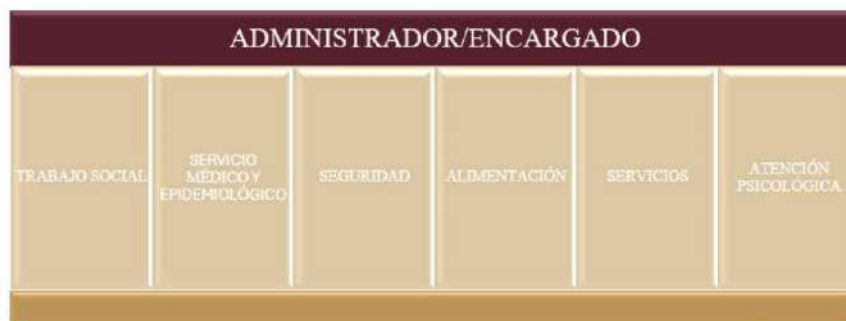 ADMINISTRADOR/ENCARGADO
TRABAJO SOCIAL
SERVICIO
MÉDICO Y
EPIDEMIOLÓGICO
SEGURIDAD
ALIMENTACIÓN
SERVICIOS
ATENCIÓN
PSICOLÓGICA